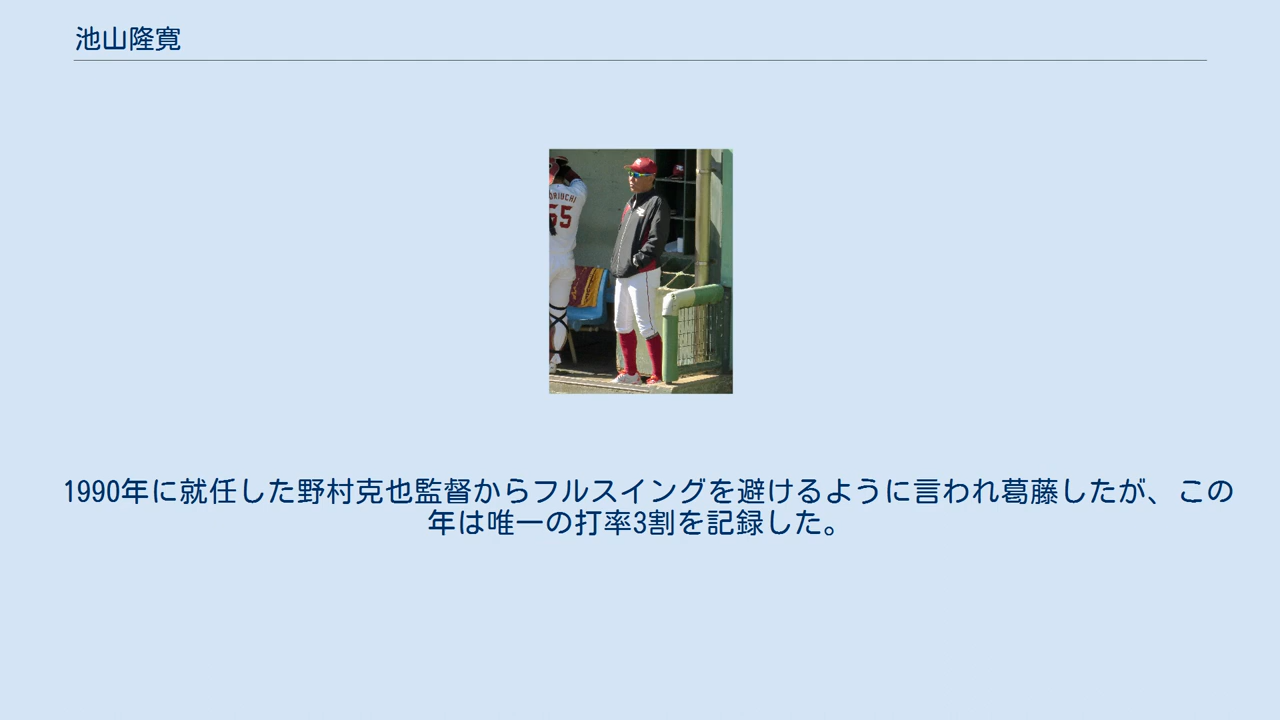 池山隆寛
ORIUCHI
55
1990年に就任した野村克也監督からフルスイングを避けるように言われ葛藤したが、この
年は唯一の打率3割を記録した。